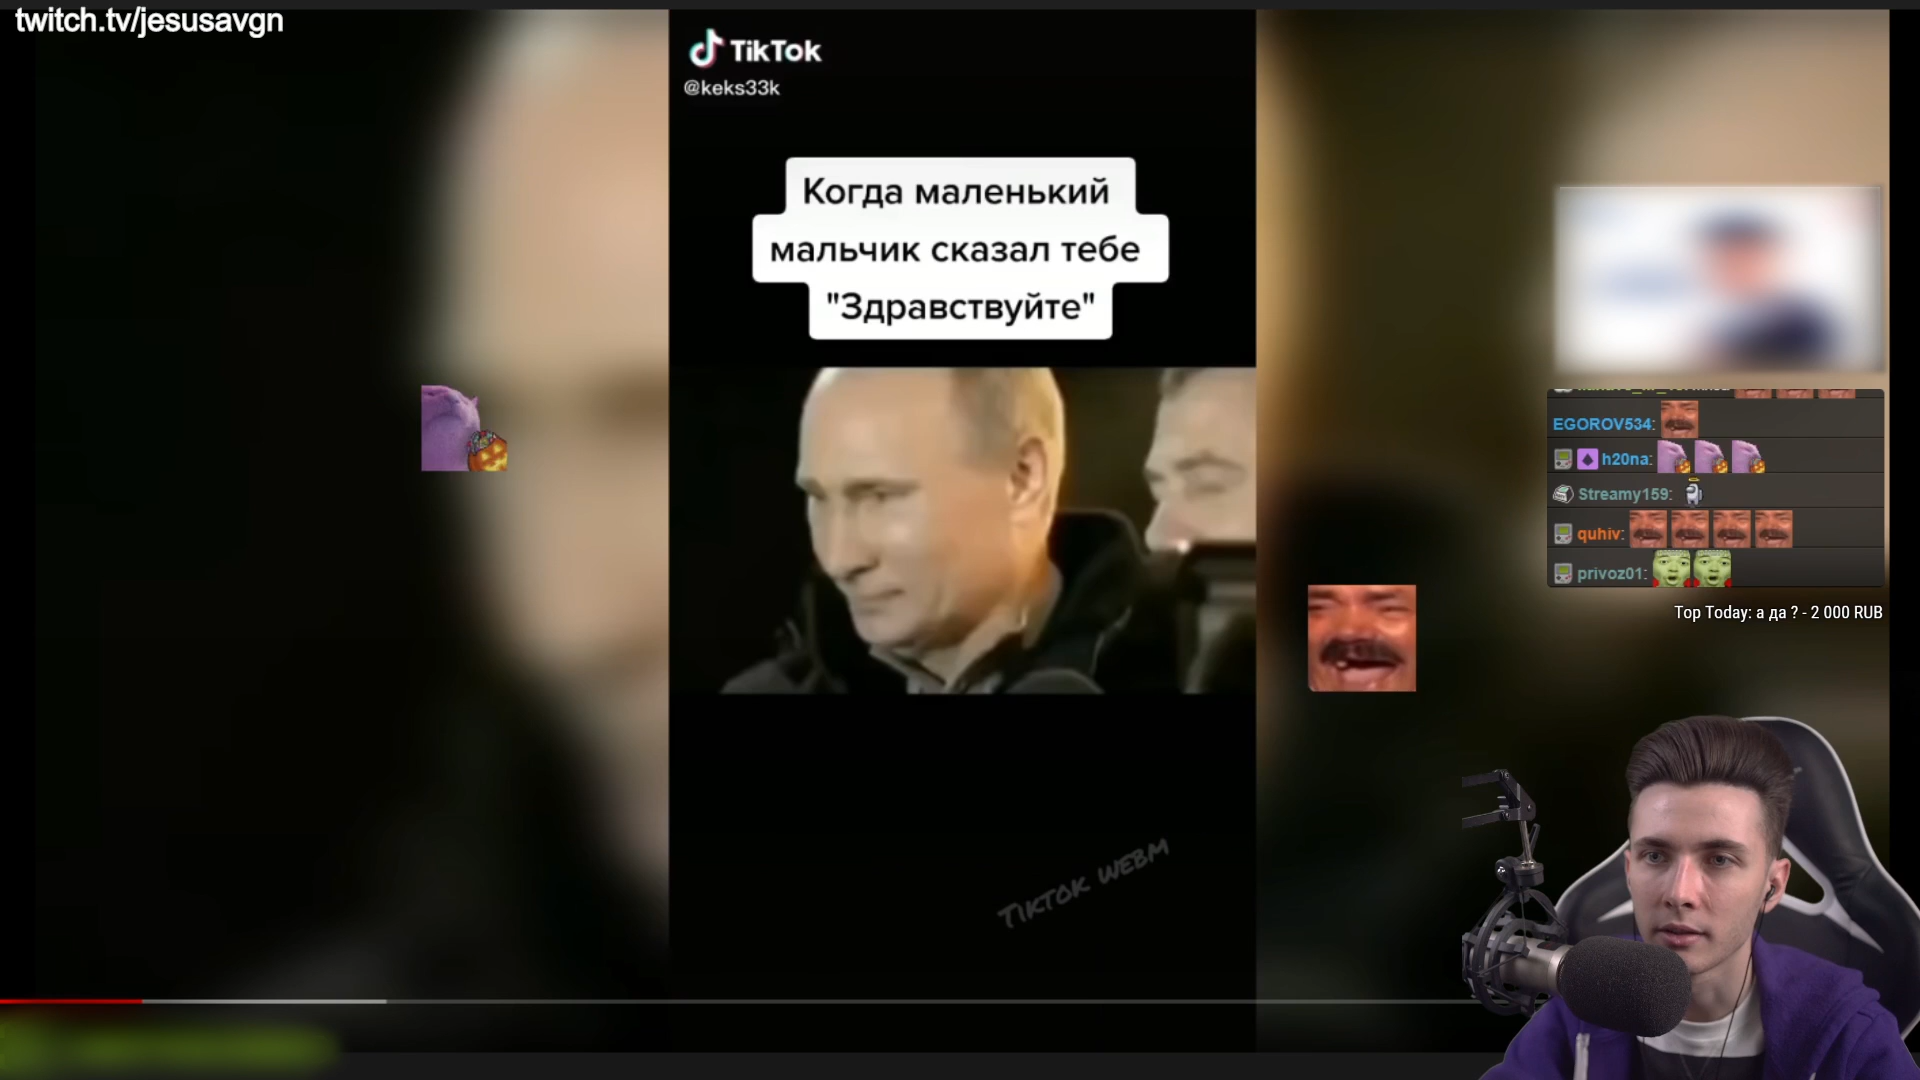 twitch.tv/jesusavgn
TikTok
@keks33k
Когда маленький
мальчик сказал тебе
"Здравствуйте"
EGOROV534:
h20na:
Streamy159:
quhiv:
privoz01:
Top Today: а да ? - 2 000 RUB
TIKTOK WEBM